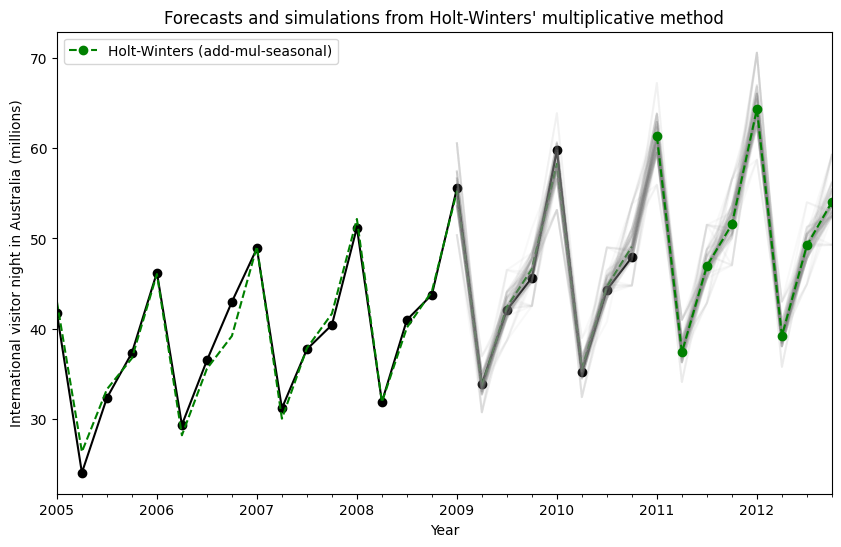 Forecasts and simulations from Holt-Winters' multiplicative method
Holt-Winters (add-mul-seasonal)
International visitor night in Australia (millions)
70
60
50
40
30
2005 2006 2007 2008 2009 2010 2011 2012
Year